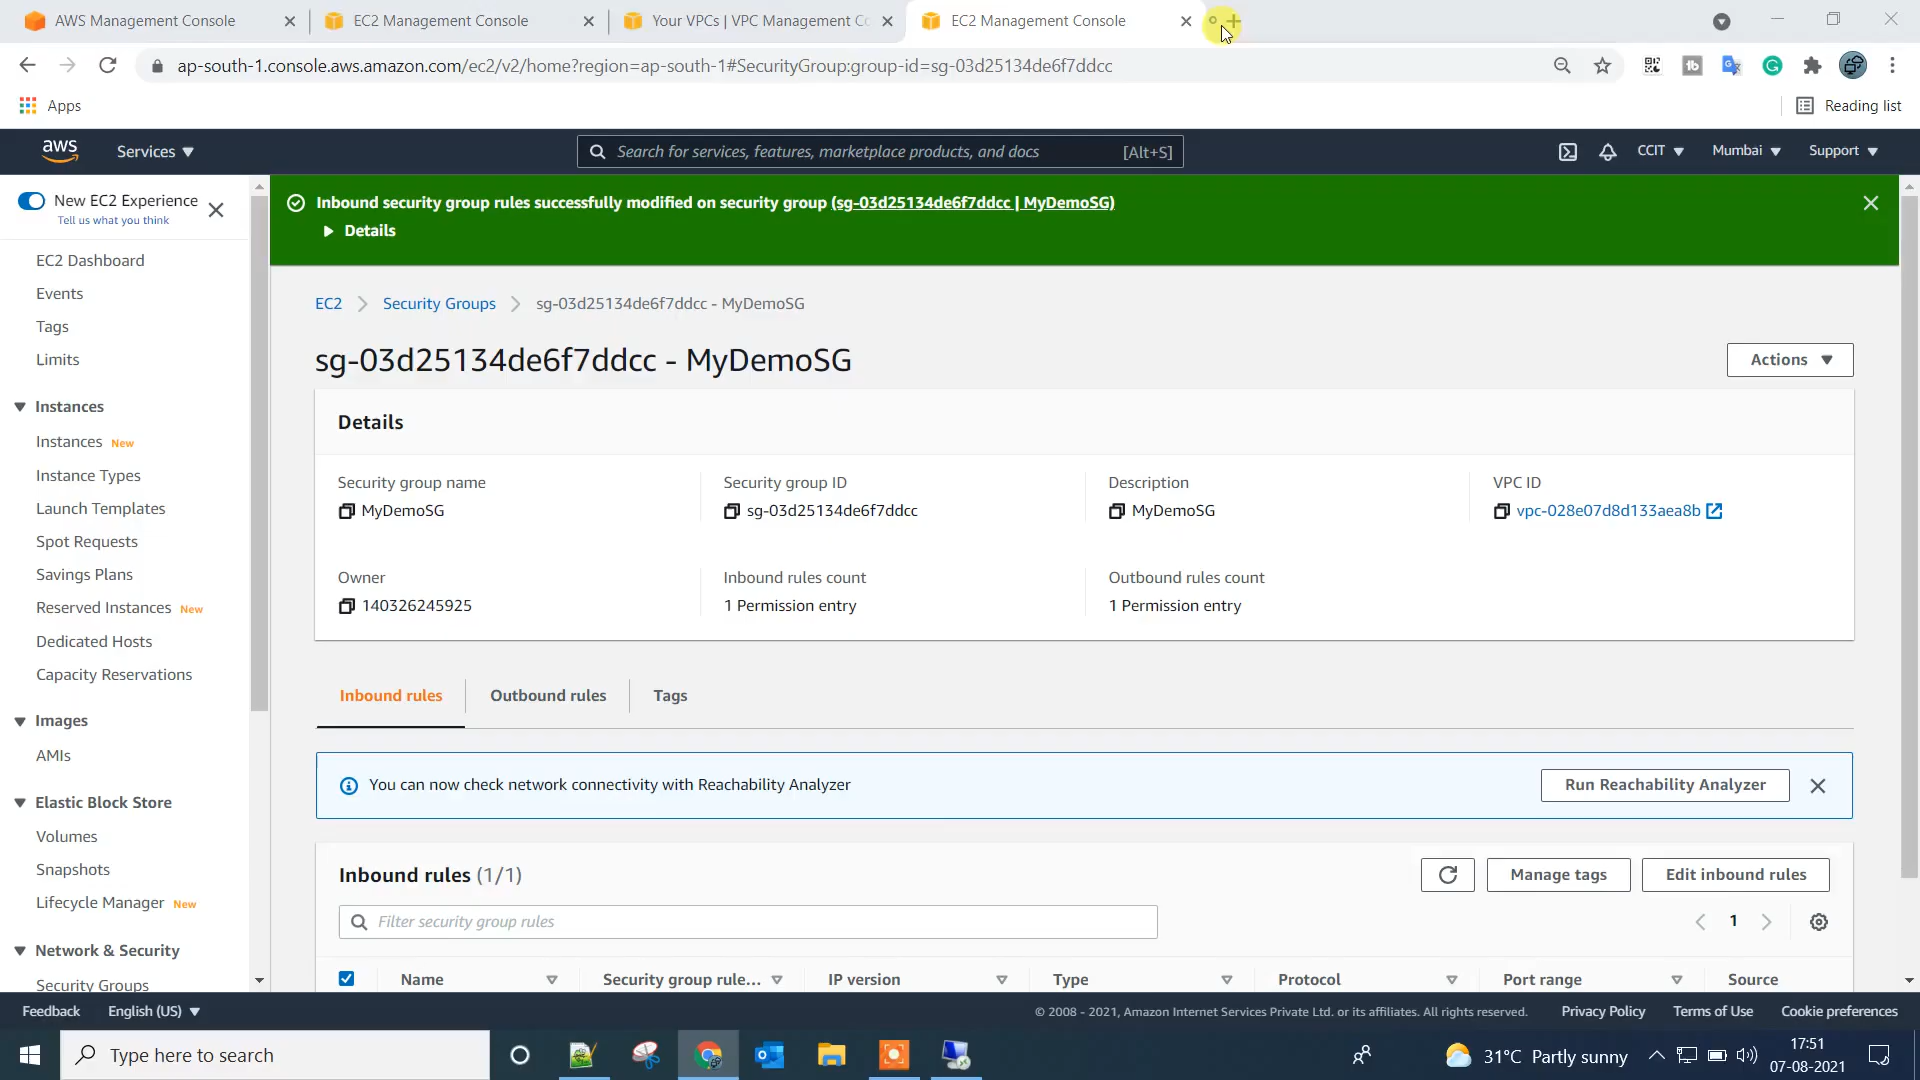 AWS Management Console
EC2 Management Console
Your VPCs | VPC Management Co
EC2 Management Console
ap-south-1.console.aws.amazon.com/ec2/v2/home?region=ap-south-1#SecurityGroup:group-id=sg-03d25134de6f7ddcc
Apps
Reading list
aws
Services
Search for services, features, marketplace products, and docs
[Alt+S]
CCIT
Mumbai
Support
New EC2 Experience
Tell us what you think
EC2 Dashboard
Events
Tags
Limits
Instances
Instances New
Instance Types
Launch Templates
Spot Requests
Savings Plans
Reserved Instances New
Dedicated Hosts
Capacity Reservations
Images
AMIs
Elastic Block Store
Volumes
Snapshots
Lifecycle Manager New
Network & Security
Security Groups
Inbound security group rules successfully modified on security group (sg-03d25134de6f7ddcc | MyDemoSG)
Details
EC2
Security Groups
sg-03d25134de6f7ddcc - MyDemoSG
sg-03d25134de6f7ddcc - MyDemoSG
Actions
Details
Security group name
MyDemoSG
Security group ID
sg-03d25134de6f7ddcc
Description
MyDemoSG
VPC ID
vpc-028e07d8d133aea8b
Owner
140326245925
Inbound rules count
1 Permission entry
Outbound rules count
1 Permission entry
Inbound rules
Outbound rules
Tags
You can now check network connectivity with Reachability Analyzer
Run Reachability Analyzer
Inbound rules (1/1)
Manage tags
Edit inbound rules
Filter security group rules
1
Name
Security group rule...
IP version
Type
Protocol
Port range
Source
Feedback
English (US)
© 2008 - 2021, Amazon Internet Services Private Ltd. or its affiliates. All rights reserved.
Privacy Policy
Terms of Use
Cookie preferences
Type here to search
31°C Partly sunny
17:51
07-08-2021